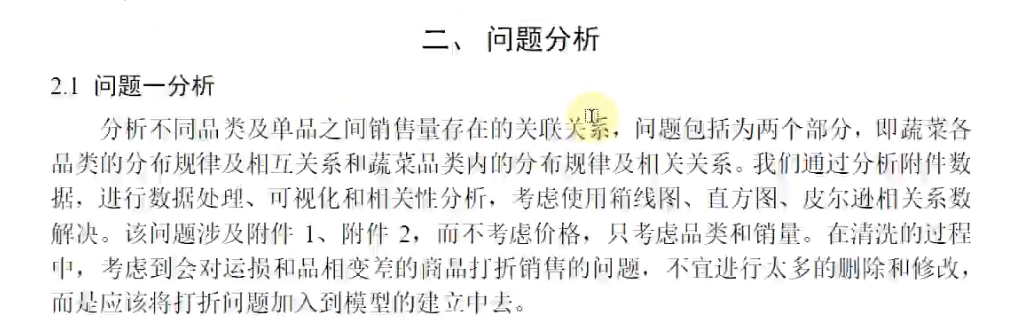 二、 问题分析
2.1 问题一分析
分析不同品类及单品之间销售量存在的关联关系，问题包括为两个部分，即蔬菜各
品类的分布规律及相互关系和蔬菜品类内的分布规律及相关关系。我们通过分析附件数
据，进行数据处理、可视化和相关性分析，考虑使用箱线图、直方图、皮尔逊相关系数
解决。该问题涉及附件 1、附件 2，而不考虑价格，只考虑品类和销量。在清洗的过程
中，考虑到会对运损和品相变差的商品打折销售的问题，不宜进行太多的删除和修改，
而是应该将打折问题加入到模型的建立中去。